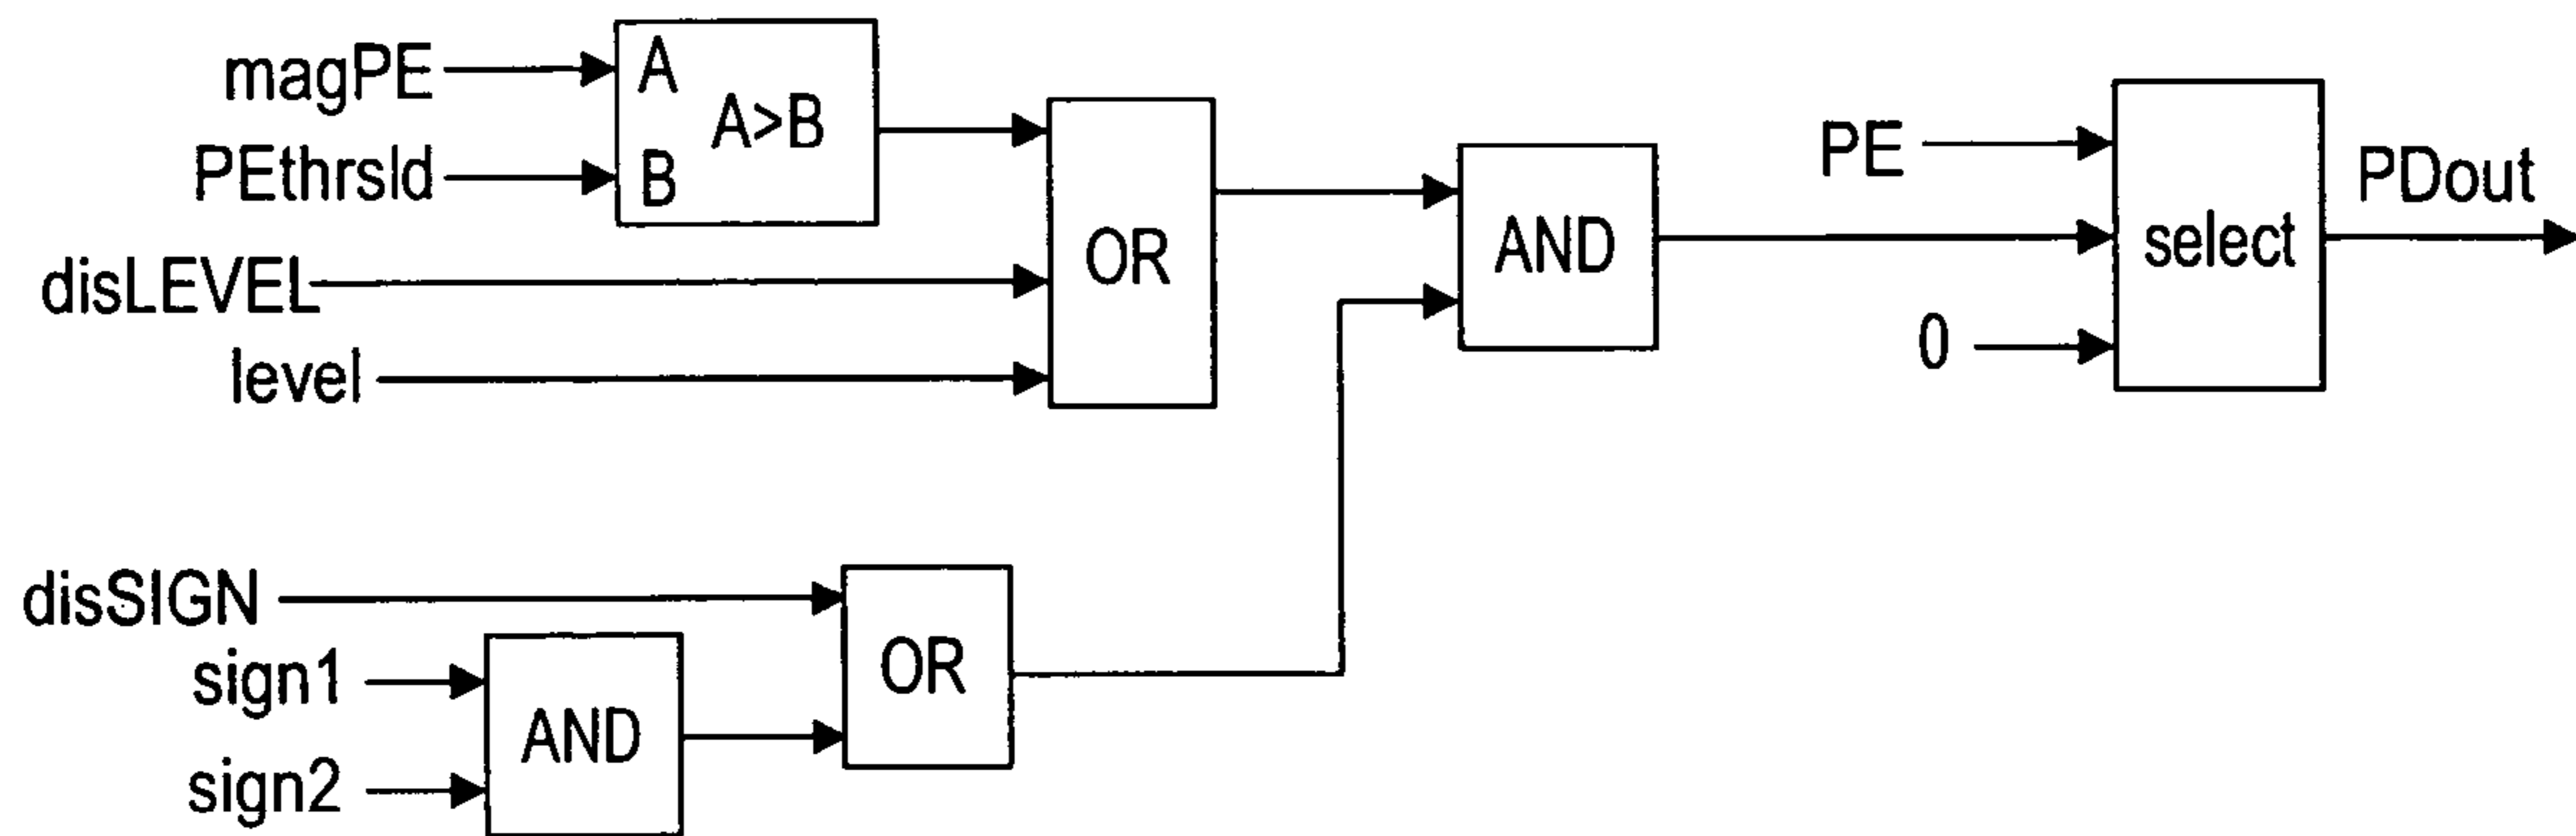 magPE
A
A>B
PEthrsld
B
disLEVEL
level
OR
AND
PE
select
0
PDout
disSIGN
sign1
sign2
AND
OR